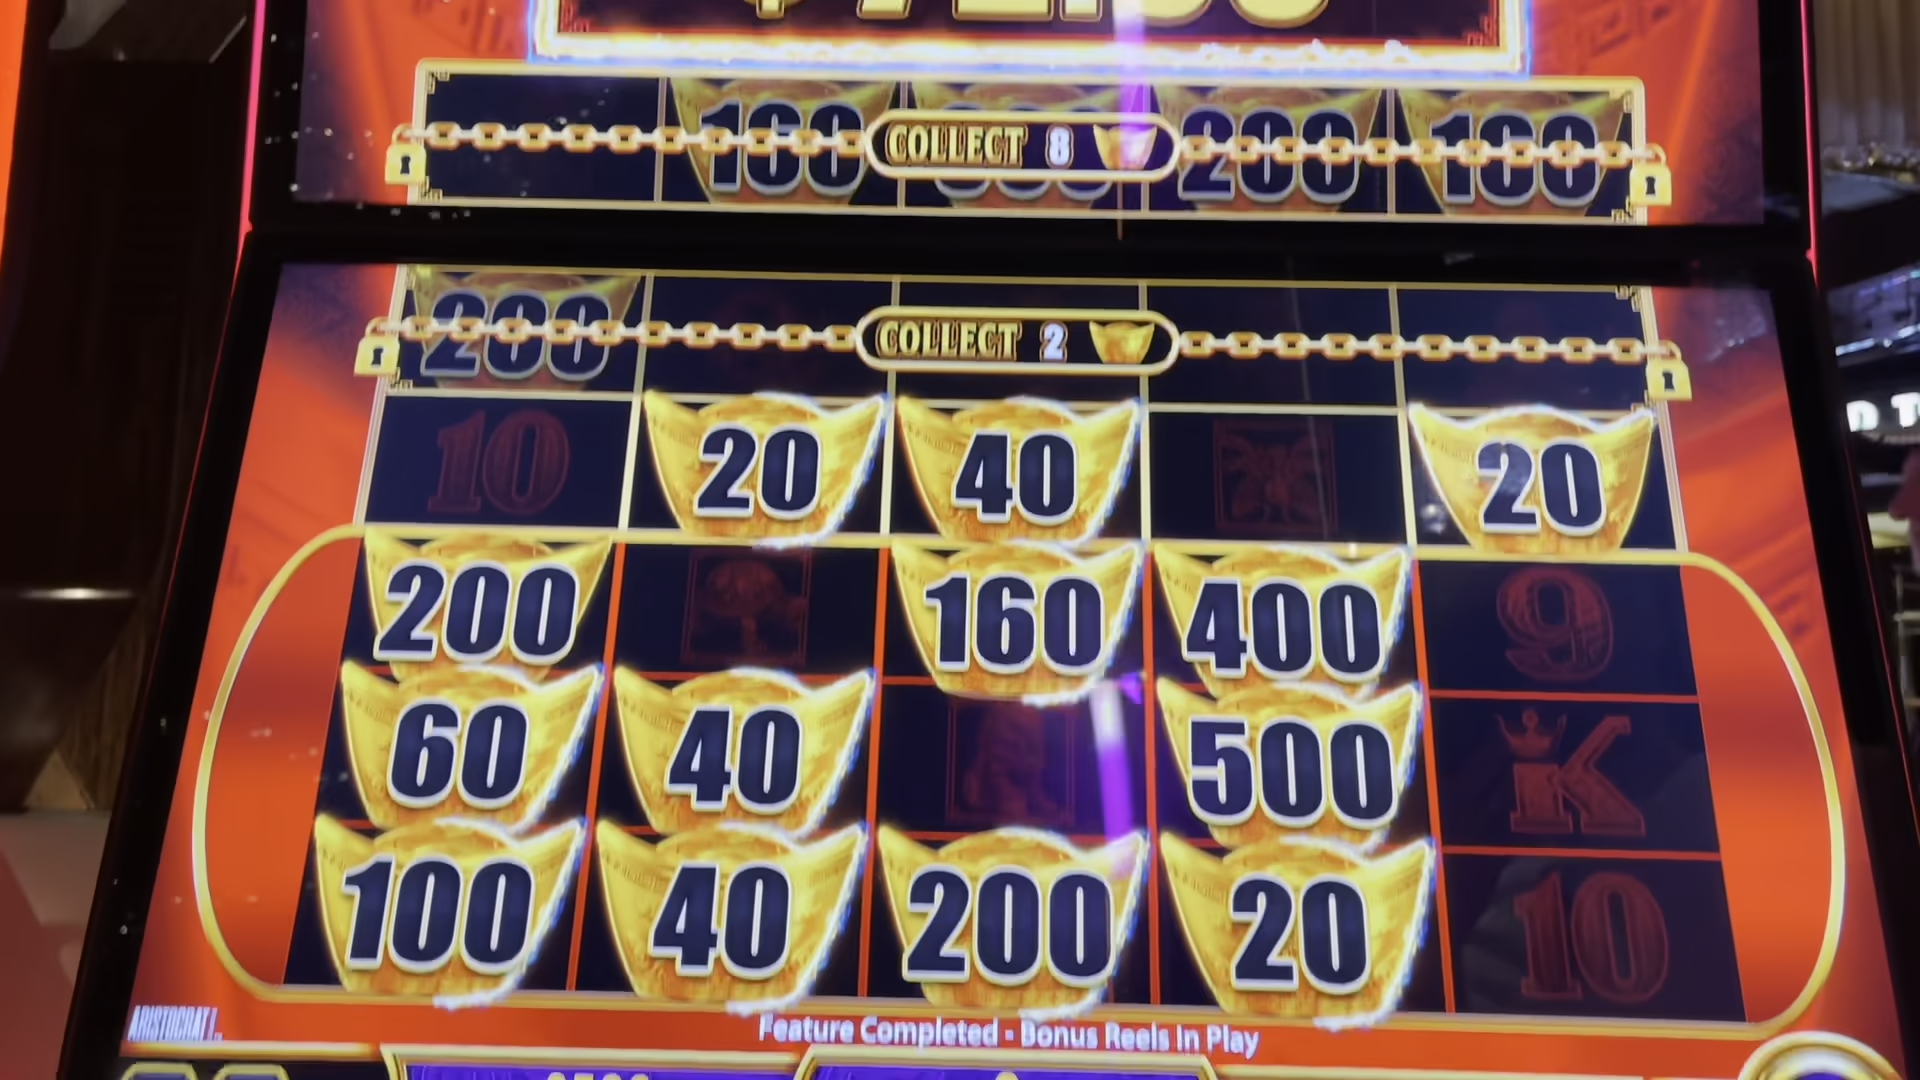 160 200 160
COLLECT 8
200
COLLECT 2
10 20 40 20
200 160 400 9
60 40 500 K
100 40 200 20 10
ARISTOCRAT
Feature Completed - Bonus Reels In Play
D T